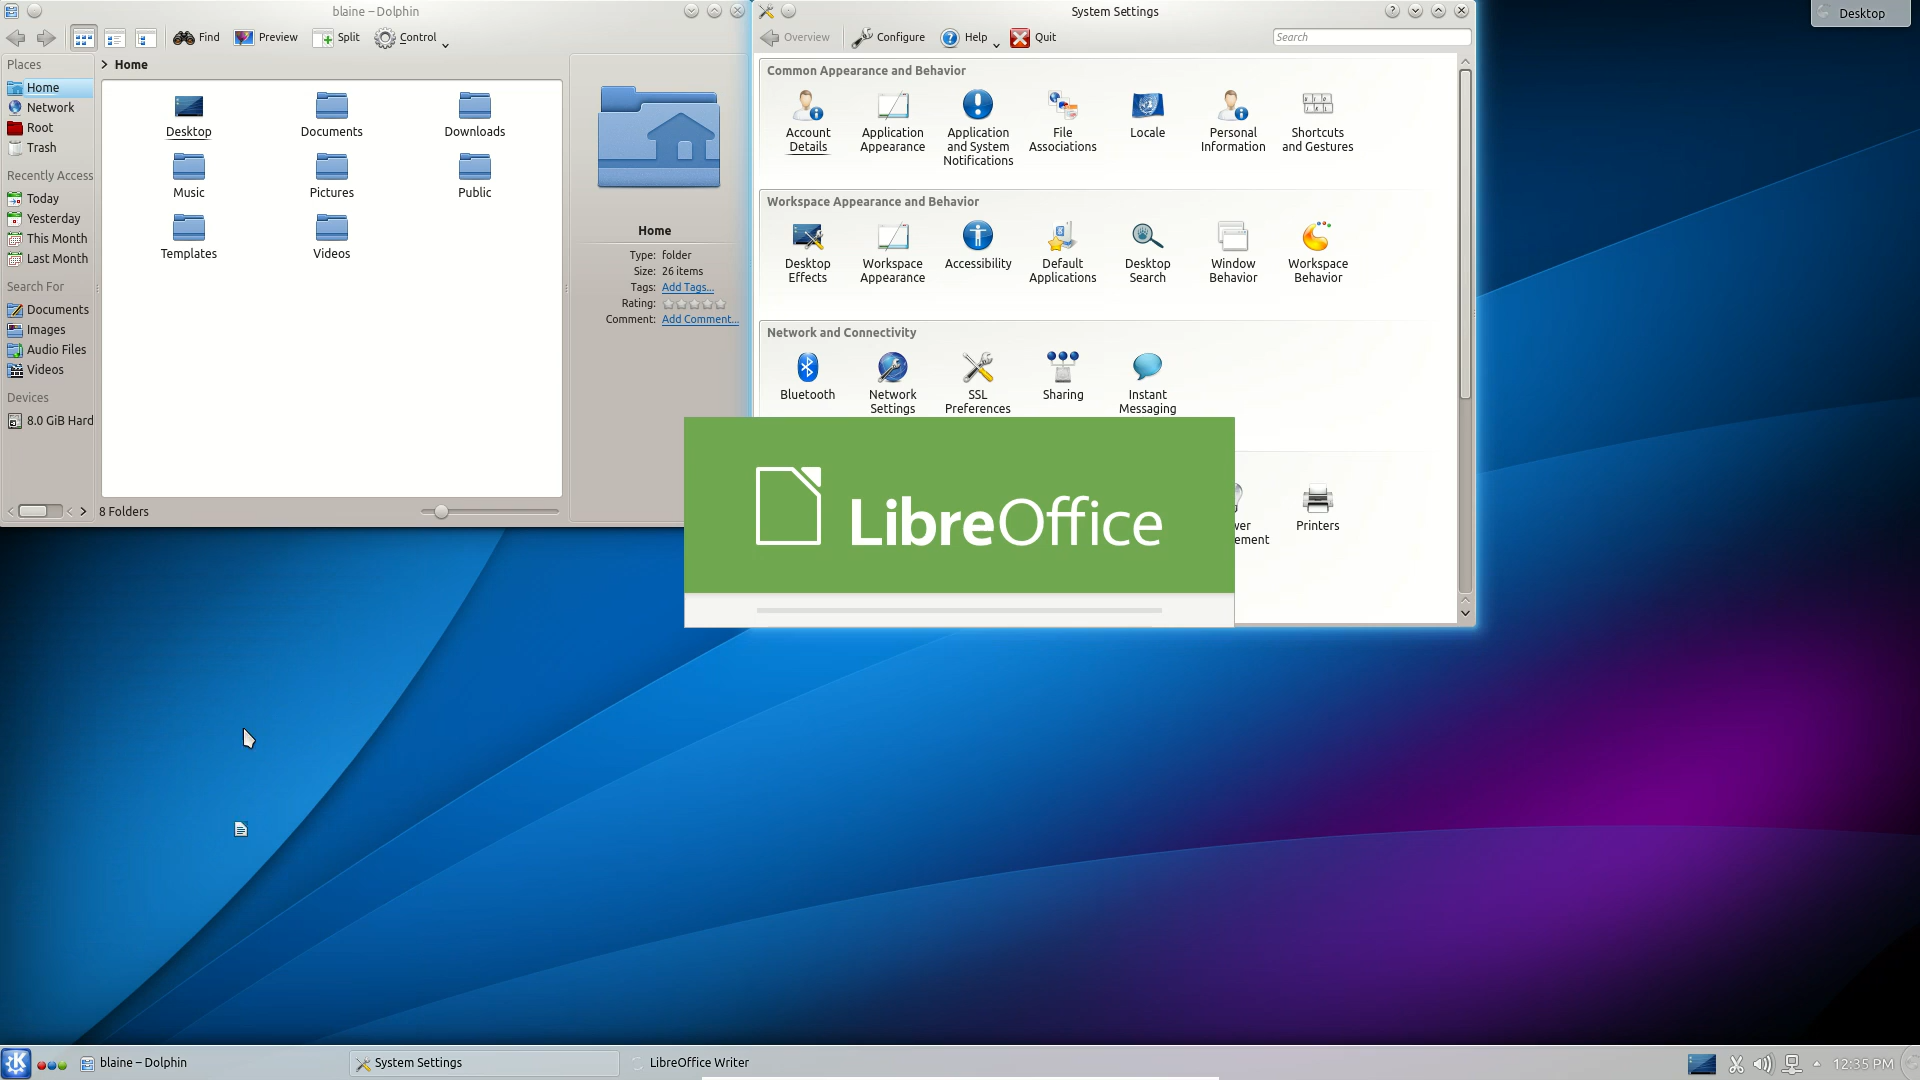 blaine – Dolphin
Find
Preview
Split
Control
Places
Home
Network
Root
Trash
Recently Access
Today
Yesterday
This Month
Last Month
Search For
Documents
Images
Audio Files
Videos
Devices
8.0 GiB Hard
> Home
Desktop
Documents
Downloads
Music
Pictures
Public
Templates
Videos
8 Folders
Home
Type: folder
Size: 26 items
Tags: Add Tags...
Rating:
Comment: Add Comment...
System Settings
Overview
Configure
Help
Quit
Search
Common Appearance and Behavior
Account
Details
Application
Appearance
Application
and System
Notifications
File
Associations
Locale
Personal
Information
Shortcuts
and Gestures
Workspace Appearance and Behavior
Desktop
Effects
Workspace
Appearance
Accessibility
Default
Applications
Desktop
Search
Window
Behavior
Workspace
Behavior
Network and Connectivity
Bluetooth
Network
Settings
SSL
Preferences
Sharing
Instant
Messaging
wer
ement
Printers
LibreOffice
Desktop
blaine – Dolphin
System Settings
LibreOffice Writer
12:35 PM